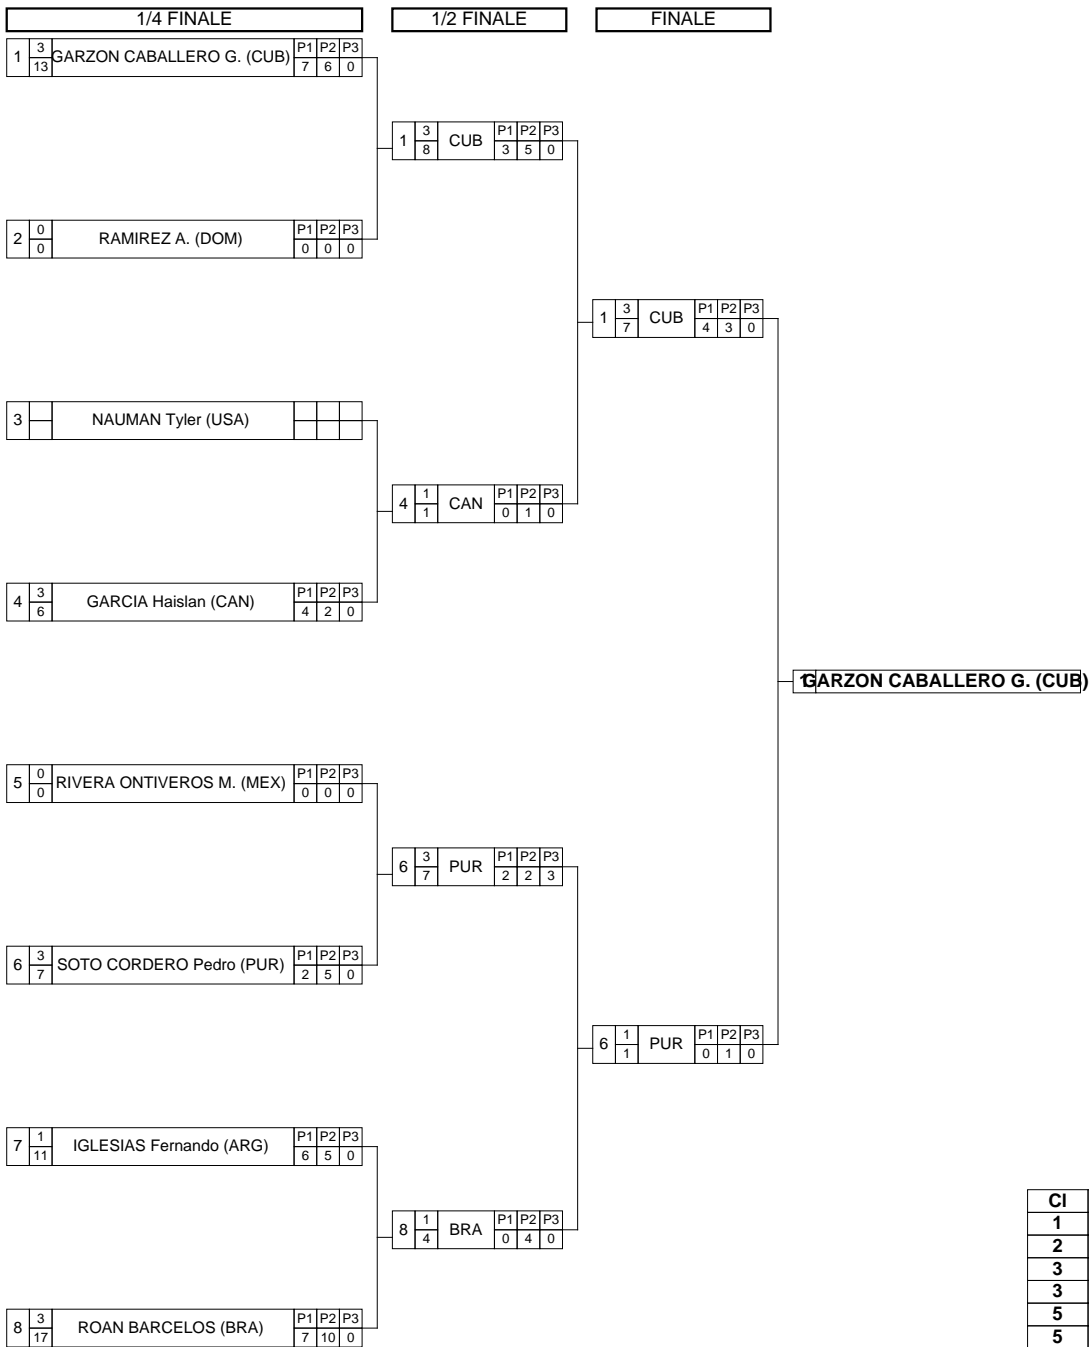 1/4 FINALE 1/2 FINALE FINALE
1 3 13 GARZON CABALLERO G. (CUB) P1 P2 P3 7 6 0
1 3 8 CUB P1 P2 P3 3 5 0
2 0 0 RAMIREZ A. (DOM) P1 P2 P3 0 0 0
1 3 7 CUB P1 P2 P3 4 3 0
3 NAUMAN Tyler (USA)
4 1 1 CAN P1 P2 P3 0 1 0
4 3 6 GARCIA Haislan (CAN) P1 P2 P3 4 2 0
1 GARZON CABALLERO G. (CUB)
5 0 0 RIVERA ONTIVEROS M. (MEX) P1 P2 P3 0 0 0
6 3 7 PUR P1 P2 P3 2 2 3
6 3 7 SOTO CORDERO Pedro (PUR) P1 P2 P3 2 5 0
6 1 1 PUR P1 P2 P3 0 1 0
7 1 11 IGLESIAS Fernando (ARG) P1 P2 P3 6 5 0
8 1 4 BRA P1 P2 P3 0 4 0
8 3 17 ROAN BARCELOS (BRA) P1 P2 P3 7 10 0
Cl
1
2
3
3
5
5